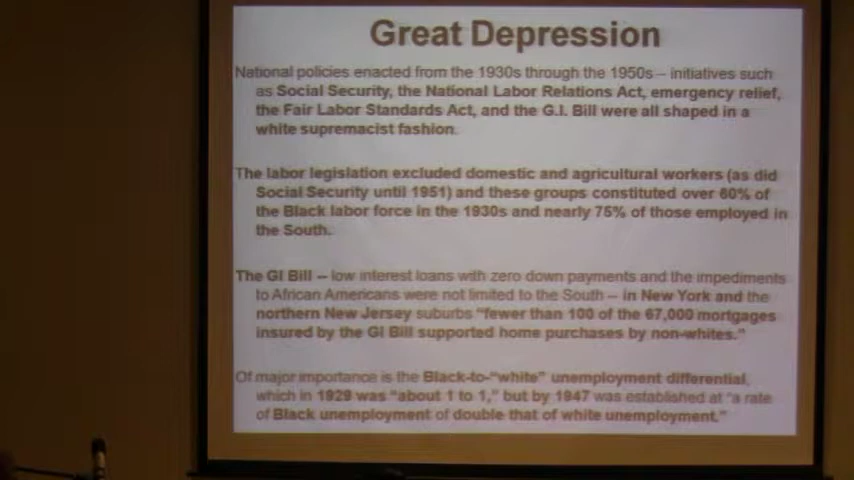 Great Depression
National policies enacted from the 1930s through the 1950s – initiatives such
as Social Security, the National Labor Relations Act, emergency relief,
the Fair Labor Standards Act, and the G.I. Bill were all shaped in a
white supremacist fashion.
The labor legislation excluded domestic and agricultural workers (as did
Social Security until 1951) and these groups constituted over 60% of
the Black labor force in the 1930s and nearly 75% of those employed in
the South.
The GI Bill – low interest loans with zero down payments and the impediments
to African Americans were not limited to the South – in New York and the
northern New Jersey suburbs "fewer than 100 of the 67,000 mortgages
insured by the GI Bill supported home purchases by non-whites."
Of major importance is the Black-to-"white" unemployment differential,
which in 1929 was "about 1 to 1," but by 1947 was established at "a rate
of Black unemployment of double that of white unemployment."